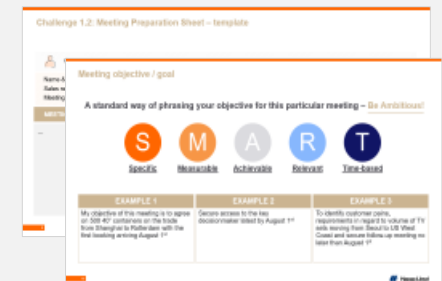 Challenge 1.2: Meeting Preparation Sheet – template
Name &
Sales
Meeting
Meeting objective / goal
A standard way of phrasing your objective for this particular meeting – Be Ambitious!
S M A R T
Specific Measurable Achievable Relevant Time-based
EXAMPLE 1 EXAMPLE 2 EXAMPLE 3
My objective of this meeting is to agree
on 500 40' containers on the trade
from Shanghai to Rotterdam with the
first booking arriving August 1st
Secure access to the key
decisionmaker latest by August 1st
To identify customer pains,
requirements in regard to volume of TV
sets moving from Seoul to US West
Coast and secure follow up meeting no
later than August 1st
Hapag-Lloyd